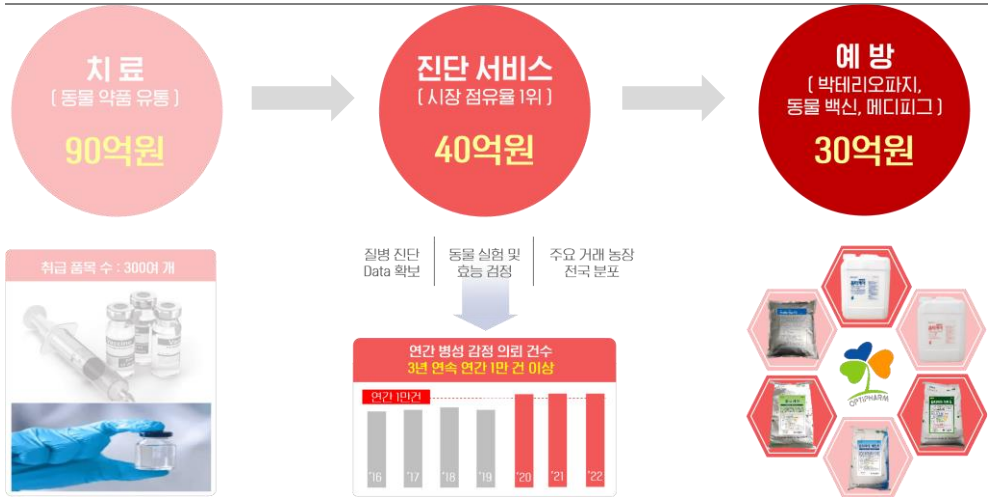 치료
( 동물 약품 유통 )
90억원
진단 서비스
( 시장 점유율 1위 )
40억원
예방
( 박테리오파지,
동물 백신, 메디피그 )
30억원
취급 품목 수 : 300여 개
질병 진단
Data 확보
동물 실험 및
효능 검정
주요 거래 농장
전국 분포
연간 병성 감정 의뢰 건수
3년 연속 연간 1만 건 이상
연간 1만건
'16
'17
'18
'19
'20
'21
'22
OPTIPHARM